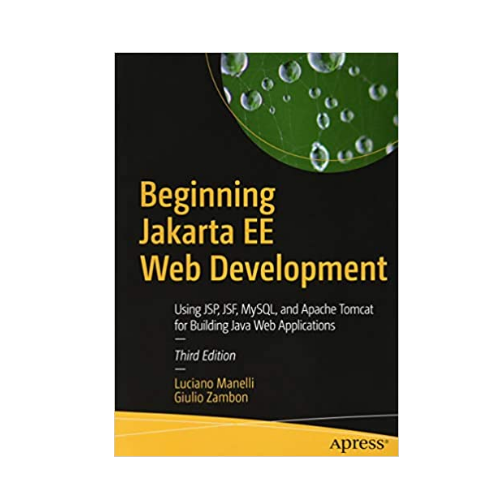 Beginning
Jakarta EE
Web Development
Using JSP, JSF, MySQL, and Apache Tomcat
for Building Java Web Applications
Third Edition
Luciano Manelli
Giulio Zambon
Apress®